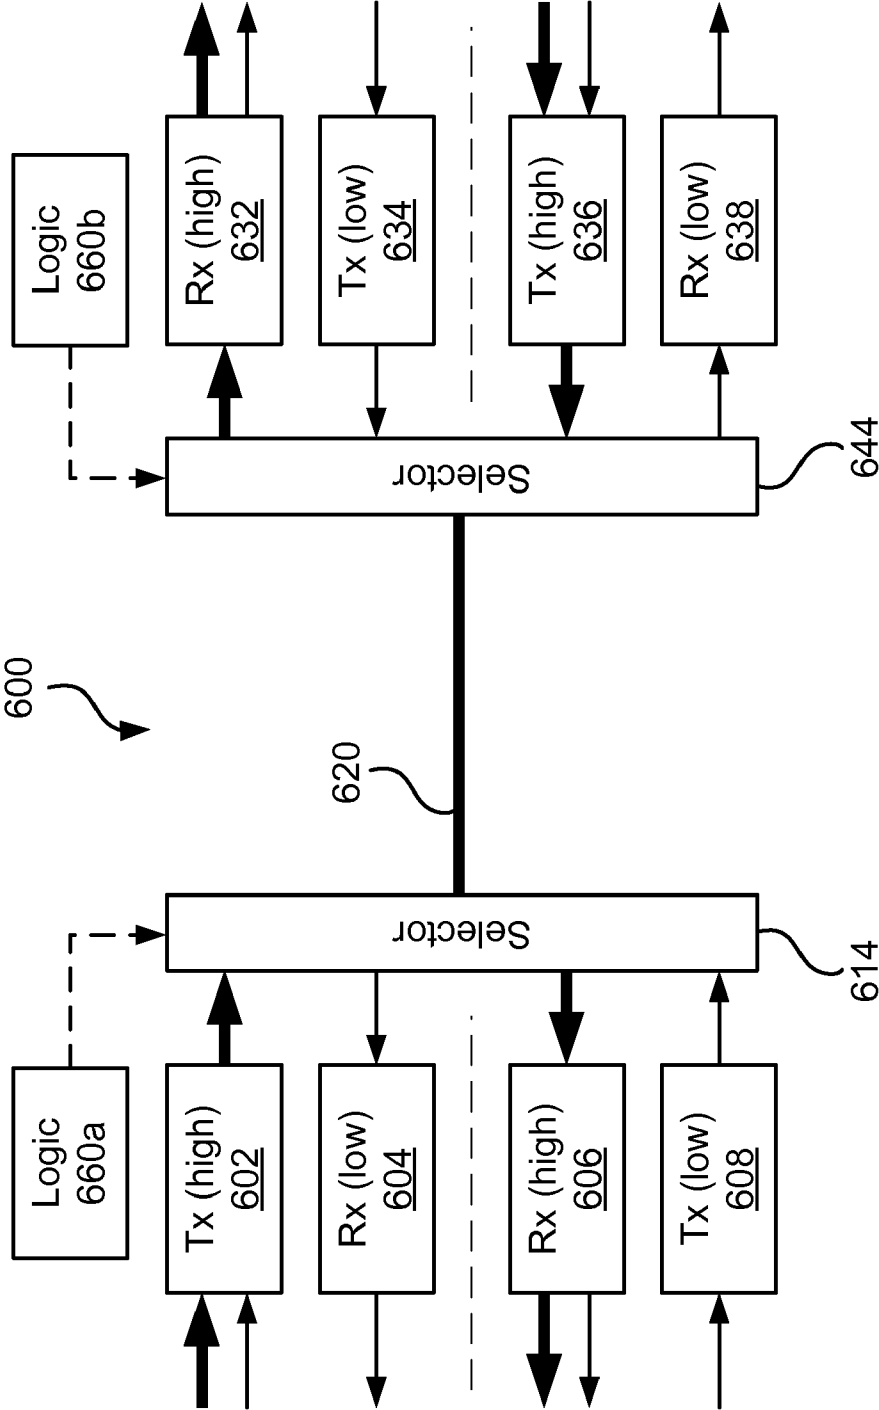 600
Logic
660a
Tx (high)
602
Rx (low)
604
Rx (high)
606
Tx (low)
608
Selector
614
620
Selector
644
Logic
660b
Rx (high)
632
Tx (low)
634
Tx (high)
636
Rx (low)
638